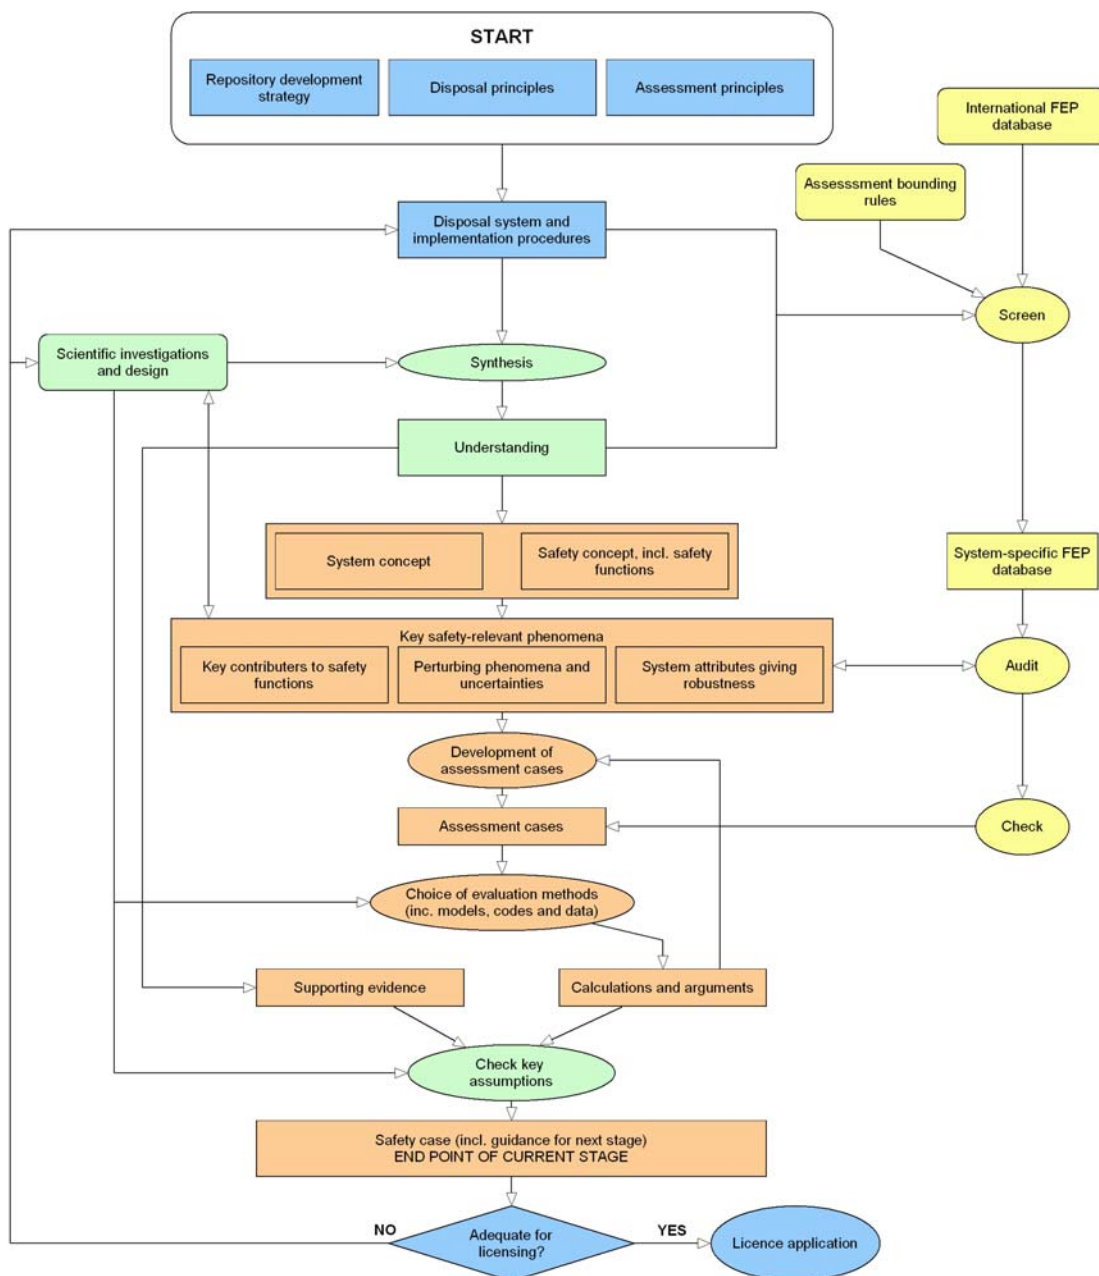 START
Repository development
strategy
Disposal principles
Assessment principles
International FEP
database
Assesssment bounding
rules
Disposal system and
implementation procedures
Screen
Scientific investigations
and design
Synthesis
Understanding
System concept
Safety concept, incl. safety
functions
System-specific FEP
database
Key safety-relevant phenomena
Key contributers to safety
functions
Perturbing phenomena and
uncertainties
System attributes giving
robustness
Audit
Development of
assessment cases
Assessment cases
Check
Choice of evaluation methods
(inc. models, codes and data)
Supporting evidence
Calculations and arguments
Check key
assumptions
Safety case (incl. guidance for next stage)
END POINT OF CURRENT STAGE
NO
Adequate for
licensing?
YES
Licence application